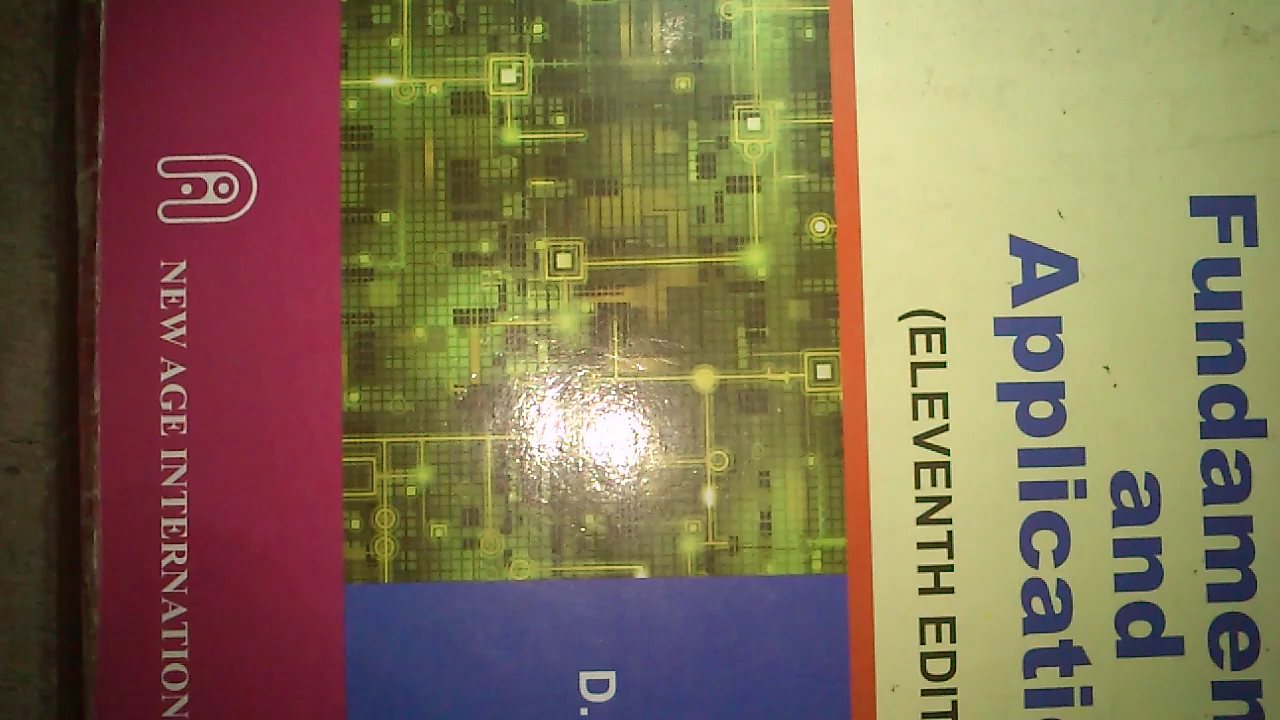 Fundamen
and
Applicati
(ELEVENTH EDIT
D.
NEW AGE INTERNATION